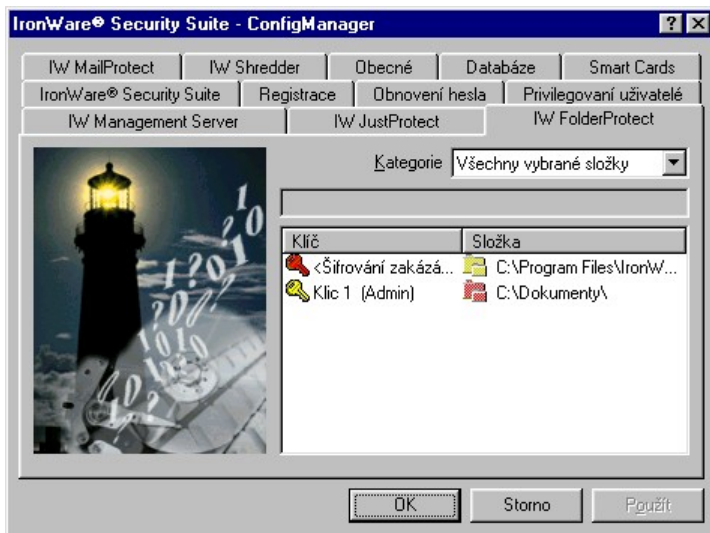 IronWare® Security Suite - ConfigManager
IW MailProtect IW Shredder Obecné Databáze Smart Cards
IronWare® Security Suite Registrace Obnovení hesla Privilegovaní uživatelé
IW Management Server IW JustProtect IW FolderProtect
Kategorie Všechny vybrané složky
Klíč Složka
<Šifrování zakázá... C:\Program Files\IronW...
Klic 1 (Admin) C:\Dokumenty\
OK Storno Použít